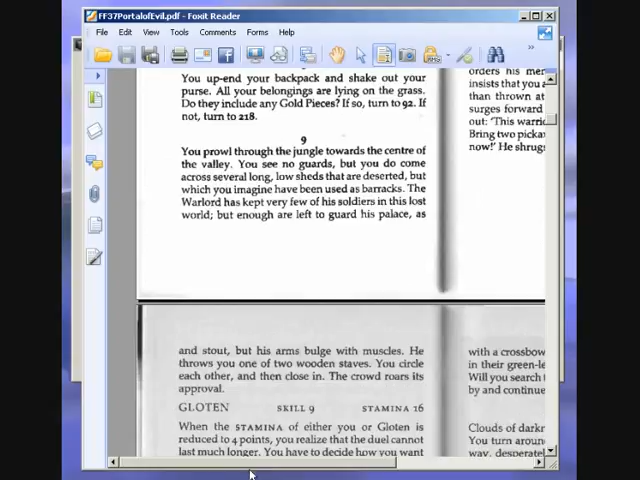 FF37PortalofEvil.pdf - Foxit Reader
File Edit View Tools Comments Forms Help
You up-end your backpack and shake out your
purse. All your belongings are lying on the grass.
Do they include any Gold Pieces? If so, turn to 92. If
not, turn to 218.
9
You prowl through the jungle towards the centre of
the valley. You see no guards, but you do come
across several long, low sheds that are deserted, but
which you imagine have been used as barracks. The
Warlord has kept very few of his soldiers in this lost
world; but enough are left to guard his palace, as
orders his
insists that you a
than thrown at
surges forward
out: 'This warri
Bring two pickax
now!' He shrug
and stout, but his arms bulge with muscles. He
throws you one of two wooden staves. You circle
each other, and then close in. The crowd roars its
approval.
GLOTEN SKILL 9 STAMINA 16
When the STAMINA of either you or Gloten is
reduced to 4 points, you realize that the duel cannot
last much longer. You have to decide how you want
with a crossbow
in their green-le
Will you search t
by and continue
Clouds of darkn
You turn around
way, desperatel